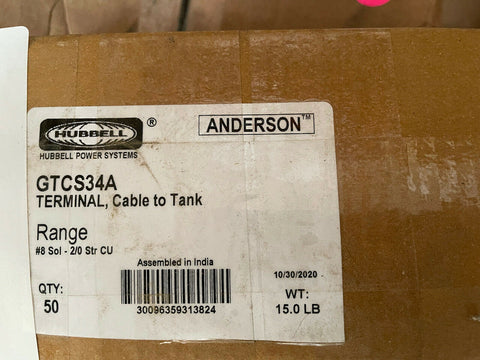 HUBBELL ®
HUBBELL POWER SYSTEMS
ANDERSON™
GTCS34A
TERMINAL, Cable to Tank
Range
#8 Sol - 2/0 Str CU
Assembled in India
10/30/2020
QTY:
50
30096359313824
WT:
15.0 LB